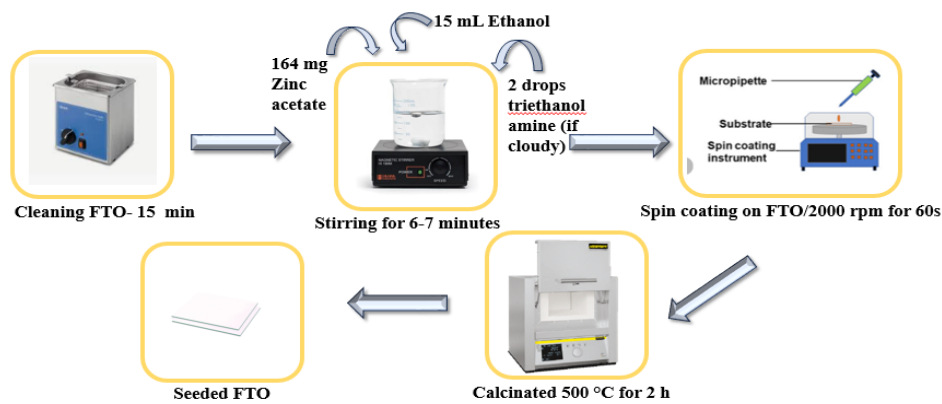 15 mL Ethanol
164 mg
Zinc
acetate
2 drops
triethanol
amine (if
cloudy)
Micropipette
Substrate
Spin coating
instrument
Cleaning FTO- 15 min
Stirring for 6-7 minutes
Spin coating on FTO/2000 rpm for 60s
Seeded FTO
Calcinated 500 °C for 2 h